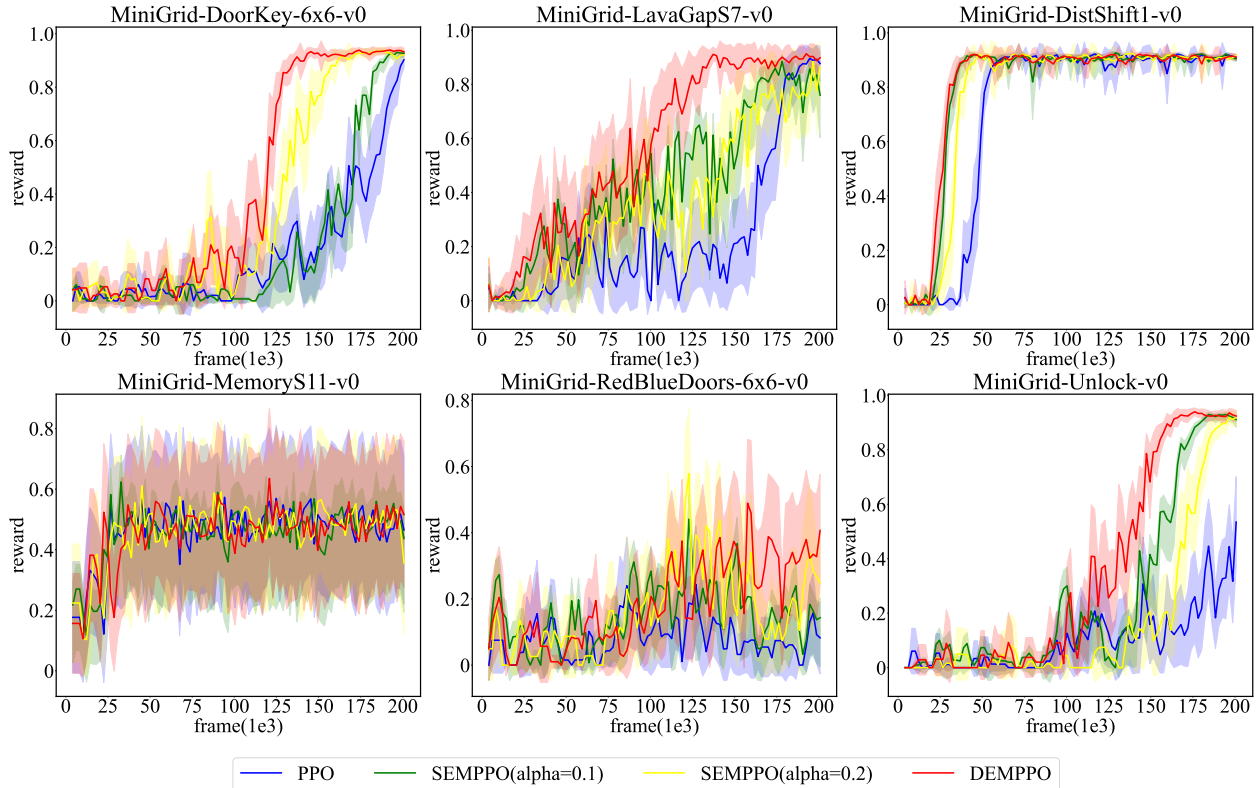 MiniGrid-DoorKey-6x6-v0
MiniGrid-LavaGapS7-v0
MiniGrid-DistShift1-v0
1.0
0.8
0.6
0.4
0.2
0
reward
0 25 50 75 100 125 150 175 200
frame(1e3)
1.0
0.8
0.6
0.4
0.2
0
reward
0 25 50 75 100 125 150 175 200
frame(1e3)
1.0
0.8
0.6
0.4
0.2
0
reward
0 25 50 75 100 125 150 175 200
frame(1e3)
MiniGrid-MemoryS11-v0
MiniGrid-RedBlueDoors-6x6-v0
MiniGrid-Unlock-v0
0.8
0.6
0.4
0.2
0
reward
0 25 50 75 100 125 150 175 200
frame(1e3)
0.8
0.6
0.4
0.2
0
reward
0 25 50 75 100 125 150 175 200
frame(1e3)
1.0
0.8
0.6
0.4
0.2
0
reward
0 25 50 75 100 125 150 175 200
frame(1e3)
PPO SEMPPO(alpha=0.1) SEMPPO(alpha=0.2) DEMPPO